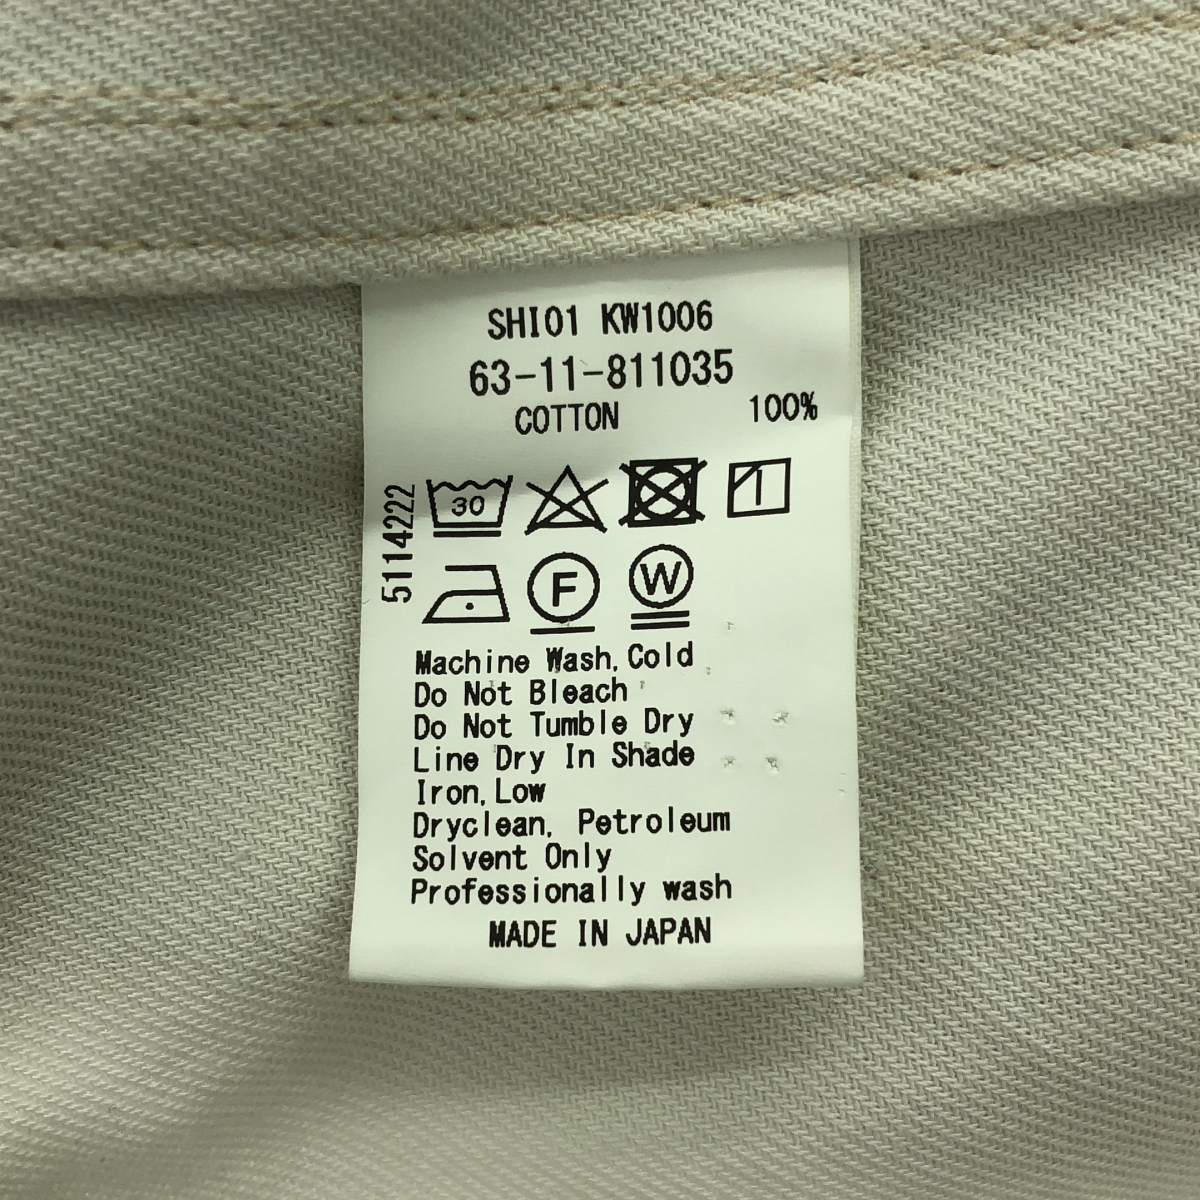 SHI01 KW1006
63-11-811035
COTTON 100%
5114222
30
F
W
Machine Wash, Cold
Do Not Bleach
Do Not Tumble Dry
Line Dry In Shade
Iron, Low
Dryclean, Petroleum
Solvent Only
Professionally wash
MADE IN JAPAN